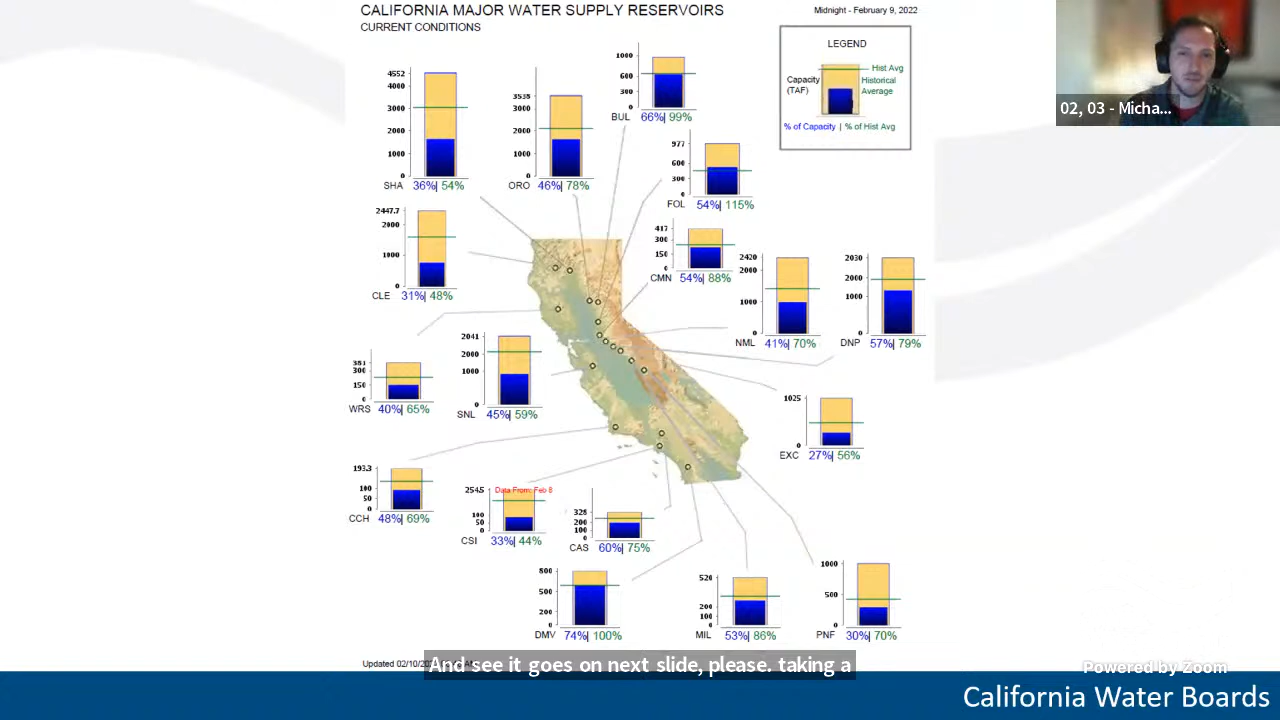 CALIFORNIA MAJOR WATER SUPPLY RESERVOIRS
CURRENT CONDITIONS
Midnight - February 9, 2022
LEGEND
Capacity
(TAF)
Hist Avg
Historical
Average
% of Capacity | % of Hist Avg
02, 03 - Micha...
4552
4000
3000
2000
1000
0
SHA 36%| 54%
3538
3000
2000
1000
0
ORO 46%| 78%
1000
600
300
0
BUL 66%| 99%
977
600
300
0
FOL 54%| 115%
2447.7
2000
1000
0
CLE 31%| 48%
417
300
150
0
CMN 54%| 88%
2420
2000
1000
0
NML 41%| 70%
2030
2000
1000
0
DNP 57%| 79%
381
300
150
0
WRS 40%| 65%
2041
2000
1000
0
SNL 45%| 59%
1025
0
EXC 27%| 56%
193.3
100
50
0
CCH 48%| 69%
254.5
Data From: Feb 8
100
50
0
CSI 33%| 44%
328
200
100
0
CAS 60%| 75%
800
500
200
0
DMV 74%| 100%
520
200
100
0
MIL 53%| 86%
1000
500
0
PNF 30%| 70%
Updated 02/10/20
And see it goes on next slide, please. taking a
Powered by Zoom
California Water Boards